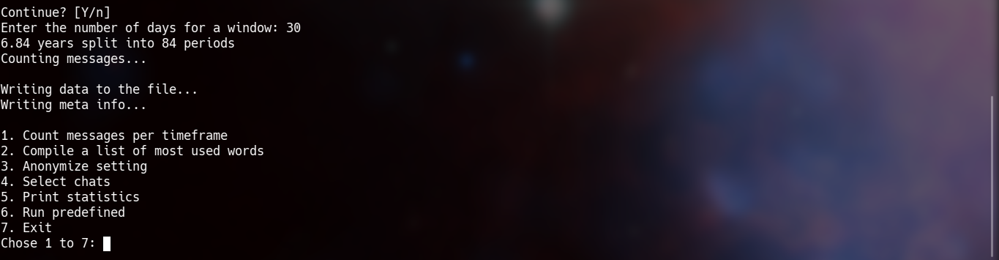 Continue? [Y/n]
Enter the number of days for a window: 30
6.84 years split into 84 periods
Counting messages...
Writing data to the file...
Writing meta info...
1. Count messages per timeframe
2. Compile a list of most used words
3. Anonymize setting
4. Select chats
5. Print statistics
6. Run predefined
7. Exit
Chose 1 to 7: